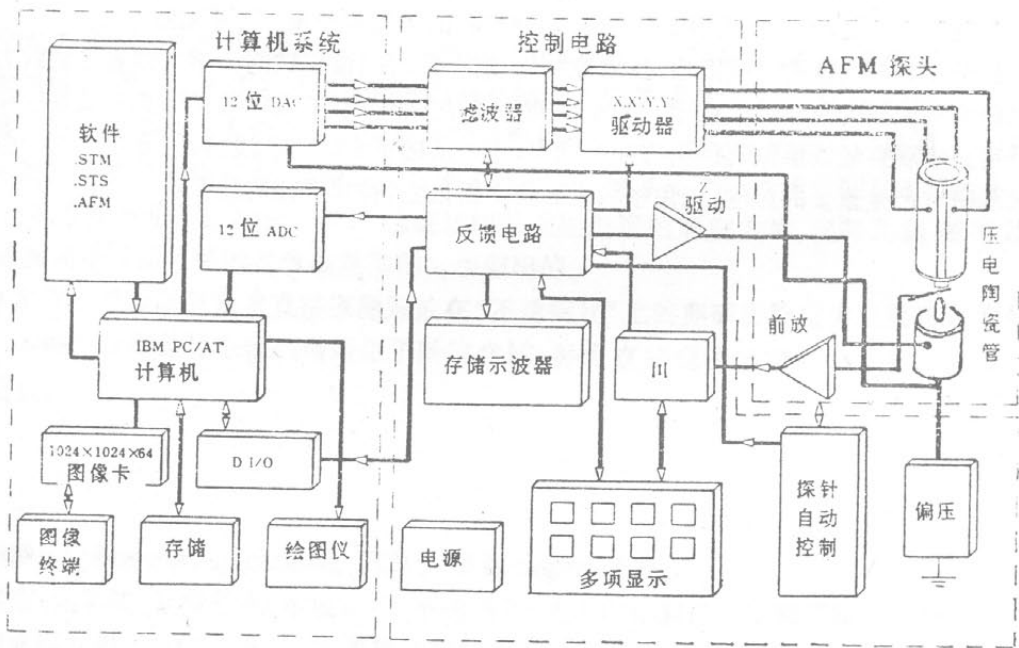 计算机系统
控制电路
AFM 探头
软件
.STM
.STS
.AFM
12位 DAC
滤波器
X.X'.Y.Y'
驱动器
12位 ADC
反馈电路
Z
驱动
压电陶瓷管
IBM PC/AT
计算机
存储示波器
前放
1024×1024×64
图像卡
D I/O
图像
终端
存储
绘图仪
电源
多项显示
探针
自动
控制
偏压